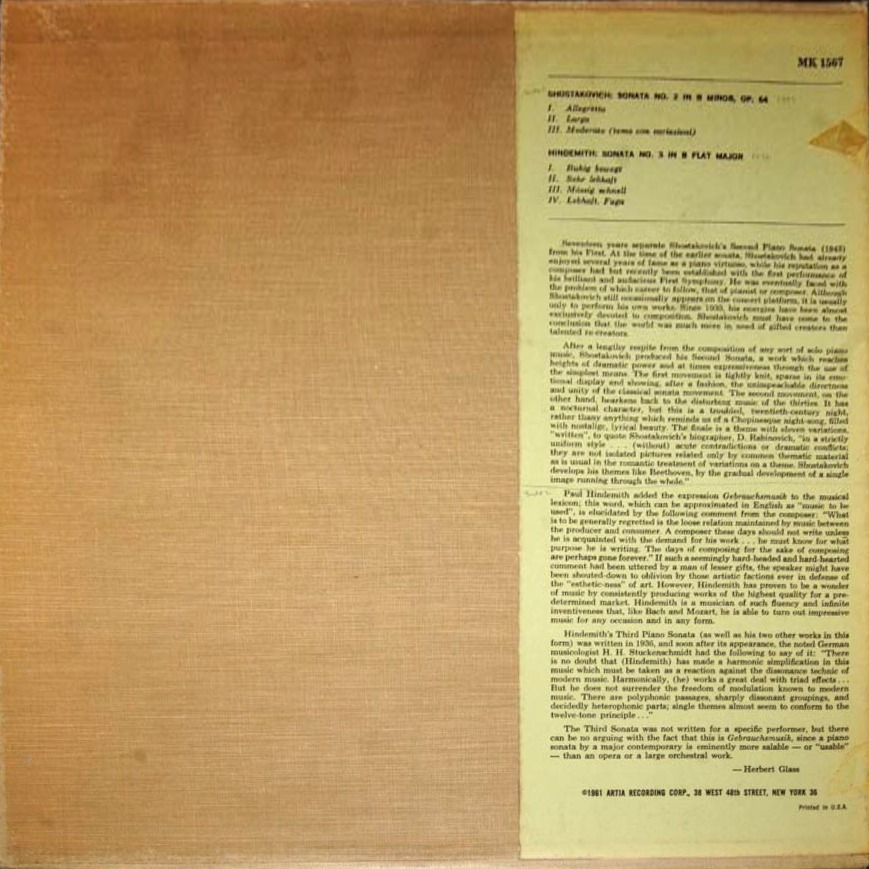 MK 1567
SHOSTAKOVICH: SONATA NO. 2 IN B MINOR, OP. 64
I. Allegretto
II. Largo
III. Moderato (tema con variazioni)
HINDEMITH: SONATA NO. 3 IN B FLAT MAJOR
I. Ruhig bewegt
II. Sehr lebhaft
III. Mässig schnell
IV. Lebhaft. Fuga
Seventeen years separate Shostakovich's Second Piano Sonata (1943)
from his First. At the time of the earlier sonata, Shostakovich had already
enjoyed several years of fame as a piano virtuoso, while his reputation as a
composer had but recently been established with the first performance of
his brilliant and audacious First Symphony. He was eventually faced with
the problem of which career to follow, that of pianist or composer. Although
Shostakovich still occasionally appears on the concert platform, it is usually
only to perform his own works. Since 1930, his energies have been almost
exclusively devoted to composition. Shostakovich must have come to the
conclusion that the world was much more in need of gifted creators than
talented re-creators.
After a lengthy respite from the composition of any sort of solo piano
music, Shostakovich produced his Second Sonata, a work which reaches
heights of dramatic power and at times expressiveness through the use of
the simplest means. The first movement is tightly knit, sparse in its emo-
tional display and showing, after a fashion, the unimpeachable directness
and unity of the classical sonata movement. The second movement, on the
other hand, hearkens back to the disturbing music of the thirties. It has
a nocturnal character, but this is a troubled, twentieth-century night,
rather than anything which reminds us of a Chopinesque night-song, filled
with nostalgic, lyrical beauty. The finale is a theme with eleven variations,
"written", to quote Shostakovich's biographer, D. Rabinovich, "in a strictly
uniform style . . . (without) acute contradictions or dramatic conflicts;
they are not isolated pictures related only by common thematic material
as is usual in the romantic treatment of variations on a theme. Shostakovich
develops his themes like Beethoven, by the gradual development of a single
image running through the whole."
Paul Hindemith added the expression Gebrauchsmusik to the musical
lexicon; this word, which can be approximated in English as "music to be
used", is elucidated by the following comment from the composer: "What
is to be generally regretted is the loose relation maintained by music between
the producer and consumer. A composer these days should not write unless
he is acquainted with the demand for his work . . . he must know for what
purpose he is writing. The days of composing for the sake of composing
are perhaps gone forever." If such a seemingly hard-headed and hard-hearted
comment had been uttered by a man of lesser gifts, the speaker might have
been shouted-down to oblivion by those artistic factions ever in defense of
the "esthetic-ness" of art. However, Hindemith has proven to be a wonder
of music by consistently producing works of the highest quality for a pre-
determined market. Hindemith is a musician of such fluency and infinite
inventiveness that, like Bach and Mozart, he is able to turn out impressive
music for any occasion and in any form.
Hindemith's Third Piano Sonata (as well as his two other works in this
form) was written in 1936, and soon after its appearance, the noted German
musicologist H. H. Stuckenschmidt had the following to say of it: "There
is no doubt that (Hindemith) has made a harmonic simplification in this
music which must be taken as a reaction against the dissonance technic of
modern music. Harmonically, (he) works a great deal with triad effects . . .
But he does not surrender the freedom of modulation known to modern
music. There are polyphonic passages, sharply dissonant groupings, and
decidedly heterophonic parts; single themes almost seem to conform to the
twelve-tone principle . . ."
The Third Sonata was not written for a specific performer, but there
can be no arguing with the fact that this is Gebrauchsmusik, since a piano
sonata by a major contemporary is eminently more salable — or "usable"
— than an opera or a large orchestral work.
— Herbert Glass
©1961 ARTIA RECORDING CORP., 38 WEST 48th STREET, NEW YORK 36
Printed in U.S.A.